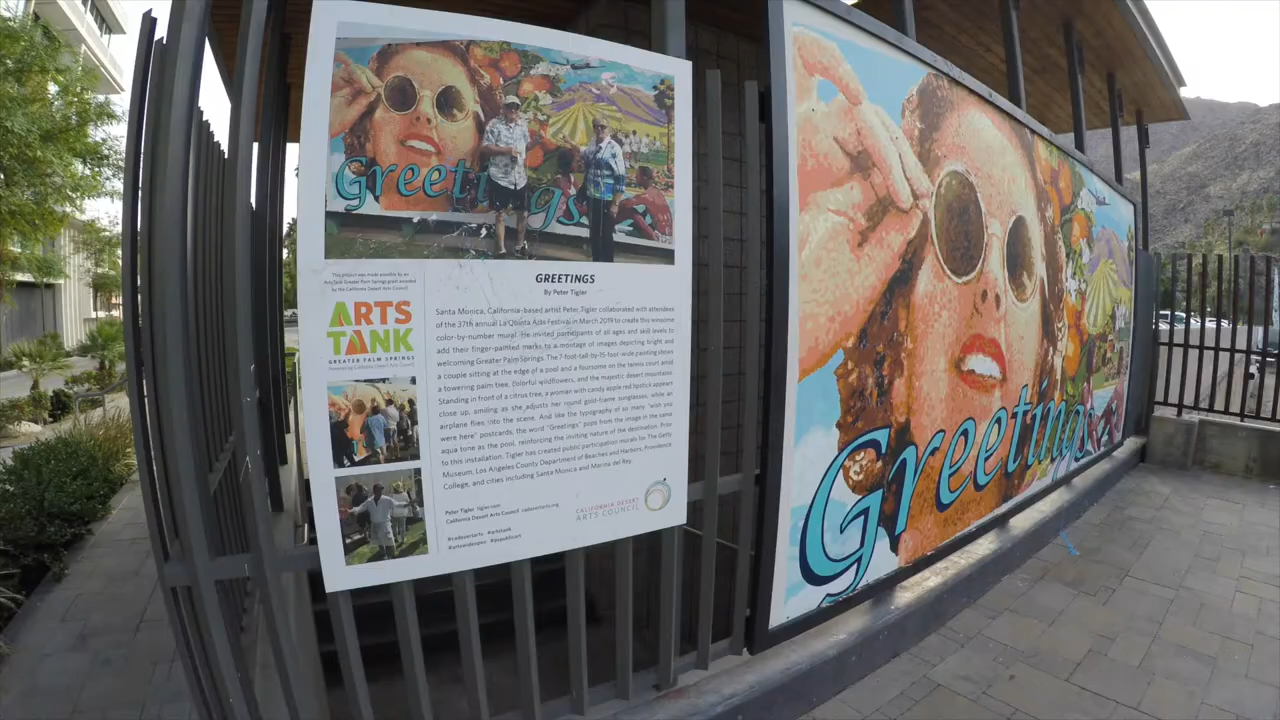 Greetings
This project was made possible by an
ArtsTank Greater Palm Springs grant awarded
by the California Desert Arts Council
ARTS
TANK
GREATER PALM SPRINGS
GREETINGS
By Peter Tigler
Santa Monica, California-based artist Peter Tigler collaborated with attendees
of the 37th annual La Quinta Arts Festival in March 2019 to create this winsome
color-by-number mural. He invited participants of all ages and skill levels to
add their finger-painted marks to a montage of images depicting bright and
welcoming Greater Palm Springs. The 7-foot-tall-by-15-foot-wide painting shows
a couple sitting at the edge of a pool and a foursome on the tennis court amid
a towering palm tree, colorful wildflowers, and the majestic desert mountains.
Standing in front of a citrus tree, a woman with candy apple red lipstick appears
close up, smiling as she adjusts her round gold-frame sunglasses, while an
airplane flies into the scene. And like the typography of so many "wish you
were here" postcards, the word "Greetings" pops from the image in the same
aqua tone as the pool, reinforcing the inviting nature of the destination. Prior
to this installation, Tigler has created public participation murals for The Getty
Museum, Los Angeles County Department of Beaches and Harbors, Providence
College, and cities including Santa Monica and Marina del Rey.
Peter Tigler tigler.com
California Desert Arts Council cadesertarts.org
#cadesertarts #artstank
#artswideopen #pspublicart
CALIFORNIA DESERT
ARTS COUNCIL
Greetings